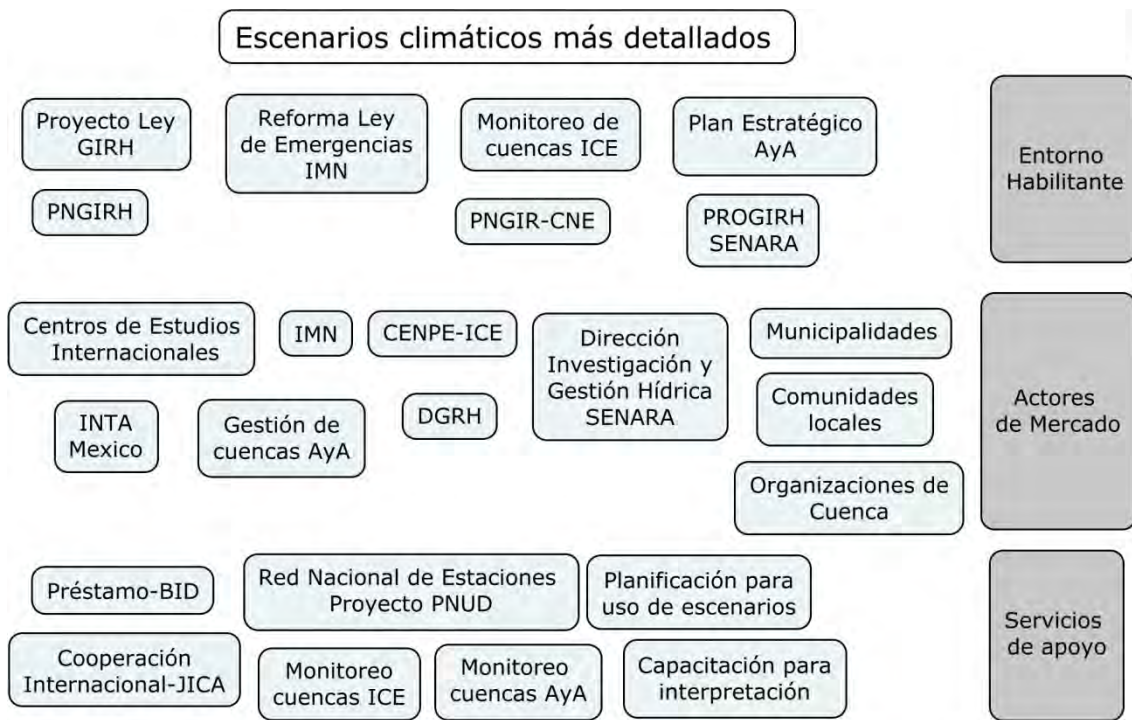 Escenarios climáticos más detallados
Proyecto Ley
GIRH
Reforma Ley
de Emergencias
IMN
Monitoreo de
cuencas ICE
Plan Estratégico
AyA
PNGIRH
PNGIR-CNE
PROGIRH
SENARA
Entorno
Habilitante
Centros de Estudios
Internacionales
IMN
CENPE-ICE
Dirección
Investigación y
Gestión Hídrica
SENARA
Municipalidades
INTA
Mexico
Gestión de
cuencas AyA
DGRH
Comunidades
locales
Organizaciones de
Cuenca
Actores
de Mercado
Préstamo-BID
Red Nacional de Estaciones
Proyecto PNUD
Planificación para
uso de escenarios
Cooperación
Internacional-JICA
Monitoreo
cuencas ICE
Monitoreo
cuencas AyA
Capacitación para
interpretación
Servicios
de apoyo